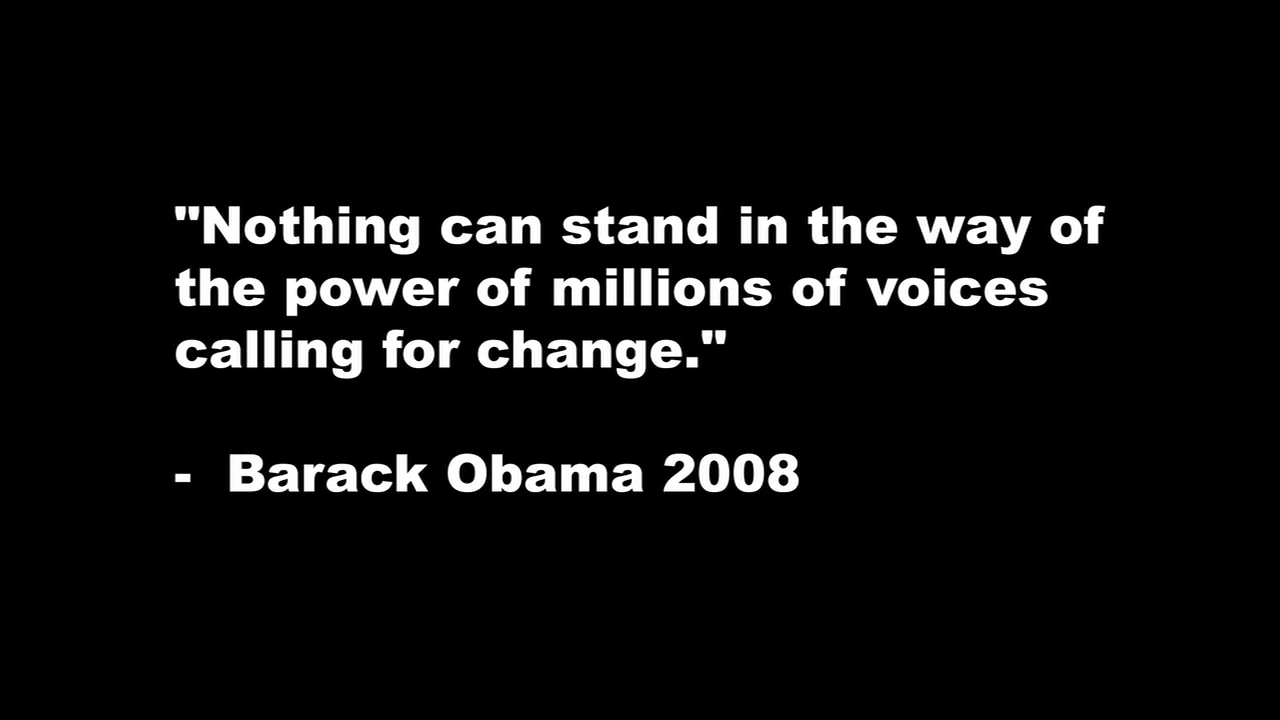 "Nothing can stand in the way of
the power of millions of voices
calling for change."
-  Barack Obama 2008